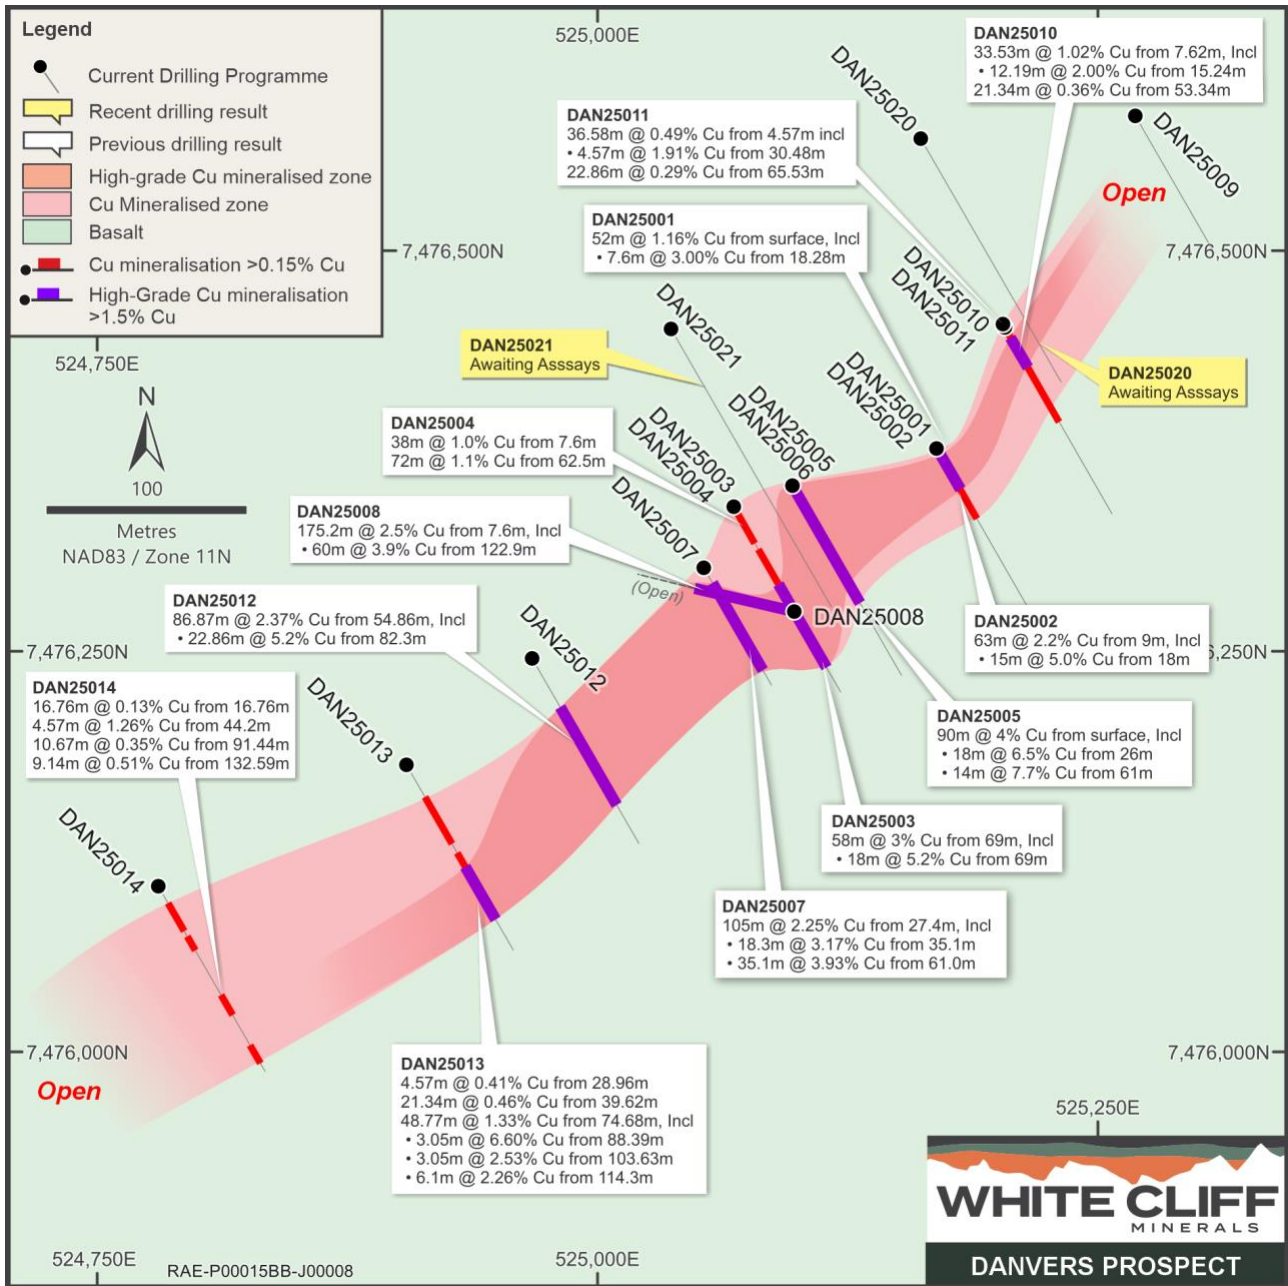 Legend
Current Drilling Programme
Recent drilling result
Previous drilling result
High-grade Cu mineralised zone
Cu Mineralised zone
Basalt
Cu mineralisation >0.15% Cu
High-Grade Cu mineralisation
>1.5% Cu
525,000E
DAN25010
33.53m @ 1.02% Cu from 7.62m, Incl
• 12.19m @ 2.00% Cu from 15.24m
21.34m @ 0.36% Cu from 53.34m
DAN25020
DAN25009
DAN25011
36.58m @ 0.49% Cu from 4.57m incl
• 4.57m @ 1.91% Cu from 30.48m
22.86m @ 0.29% Cu from 65.53m
Open
DAN25001
52m @ 1.16% Cu from surface, Incl
• 7.6m @ 3.00% Cu from 18.28m
7,476,500N
7,476,500N
DAN25010
DAN25011
DAN25021
524,750E
DAN25021
Awaiting Asssays
DAN25020
Awaiting Asssays
N
100
Metres
NAD83 / Zone 11N
DAN25001
DAN25002
DAN25005
DAN25006
DAN25004
38m @ 1.0% Cu from 7.6m
72m @ 1.1% Cu from 62.5m
DAN25003
DAN25004
DAN25008
175.2m @ 2.5% Cu from 7.6m, Incl
• 60m @ 3.9% Cu from 122.9m
DAN25007
(Open)
DAN25008
DAN25012
86.87m @ 2.37% Cu from 54.86m, Incl
• 22.86m @ 5.2% Cu from 82.3m
DAN25012
DAN25002
63m @ 2.2% Cu from 9m, Incl
• 15m @ 5.0% Cu from 18m
7,476,250N
6,250N
DAN25014
16.76m @ 0.13% Cu from 16.76m
4.57m @ 1.26% Cu from 44.2m
10.67m @ 0.35% Cu from 91.44m
9.14m @ 0.51% Cu from 132.59m
DAN25013
DAN25005
90m @ 4% Cu from surface, Incl
• 18m @ 6.5% Cu from 26m
• 14m @ 7.7% Cu from 61m
DAN25003
58m @ 3% Cu from 69m, Incl
• 18m @ 5.2% Cu from 69m
DAN25014
DAN25007
105m @ 2.25% Cu from 27.4m, Incl
• 18.3m @ 3.17% Cu from 35.1m
• 35.1m @ 3.93% Cu from 61.0m
7,476,000N
7,476,000N
Open
DAN25013
4.57m @ 0.41% Cu from 28.96m
21.34m @ 0.46% Cu from 39.62m
48.77m @ 1.33% Cu from 74.68m, Incl
• 3.05m @ 6.60% Cu from 88.39m
• 3.05m @ 2.53% Cu from 103.63m
• 6.1m @ 2.26% Cu from 114.3m
525,250E
WHITE CLIFF
MINERALS
DANVERS PROSPECT
524,750E
RAE-P00015BB-J00008
525,000E